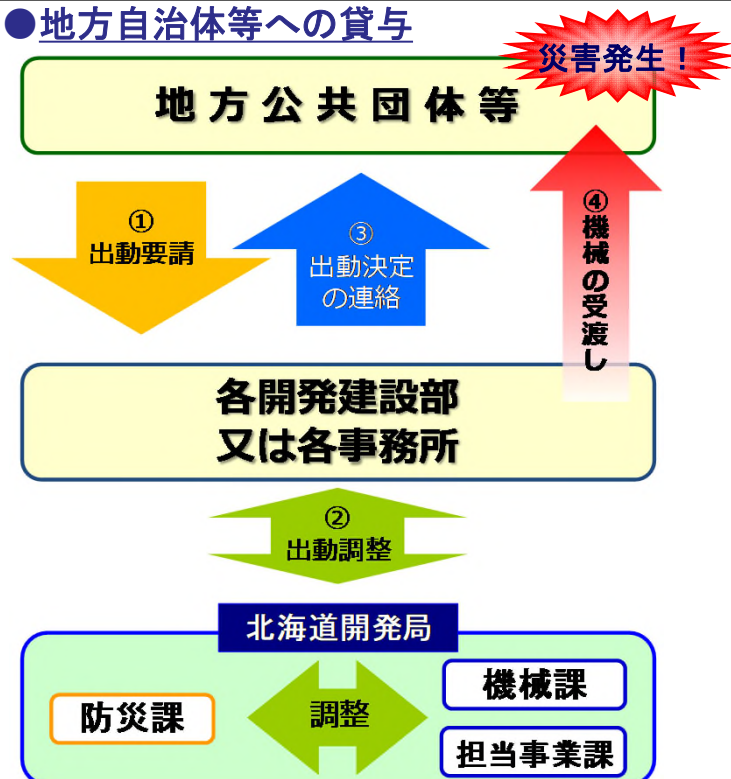 ●地方自治体等への貸与
災害発生！
地方公共団体等
①
出動要請
③
出動決定
の連絡
④機械の受渡し
各開発建設部
又は各事務所
②
出動調整
北海道開発局
防災課
調整
機械課
担当事業課